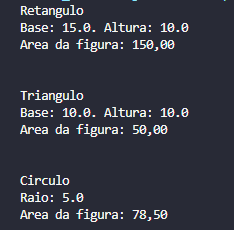 Retangulo
Base: 15.0. Altura: 10.0
Area da figura: 150,00
Triangulo
Base: 10.0. Altura: 10.0
Area da figura: 50,00
Circulo
Raio: 5.0
Area da figura: 78,50